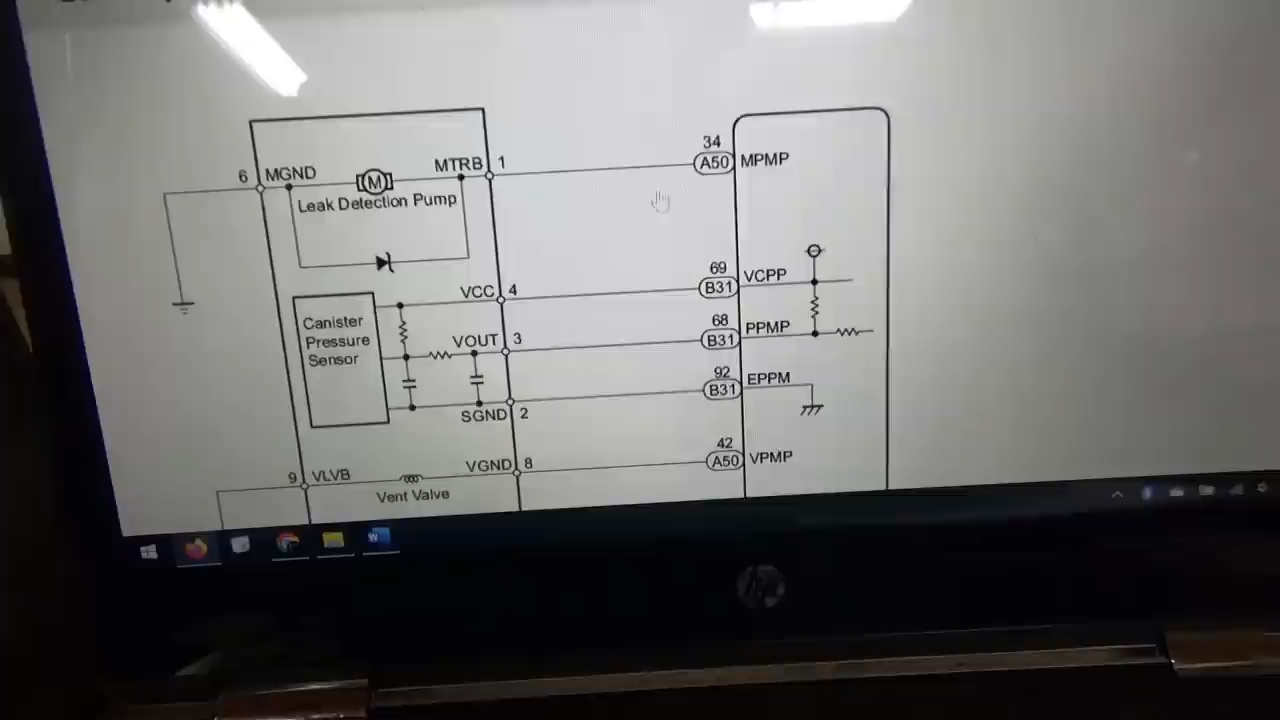 34
MTRB 1
A50 MPMP
6 MGND
M
Leak Detection Pump
69
VCPP
VCC 4
B31
68
Canister
Pressure
Sensor
VOUT 3
B31 PPMP
92
B31 EPPM
SGND 2
42
A50 VPMP
9 VLVB
VGND 8
Vent Valve
hp